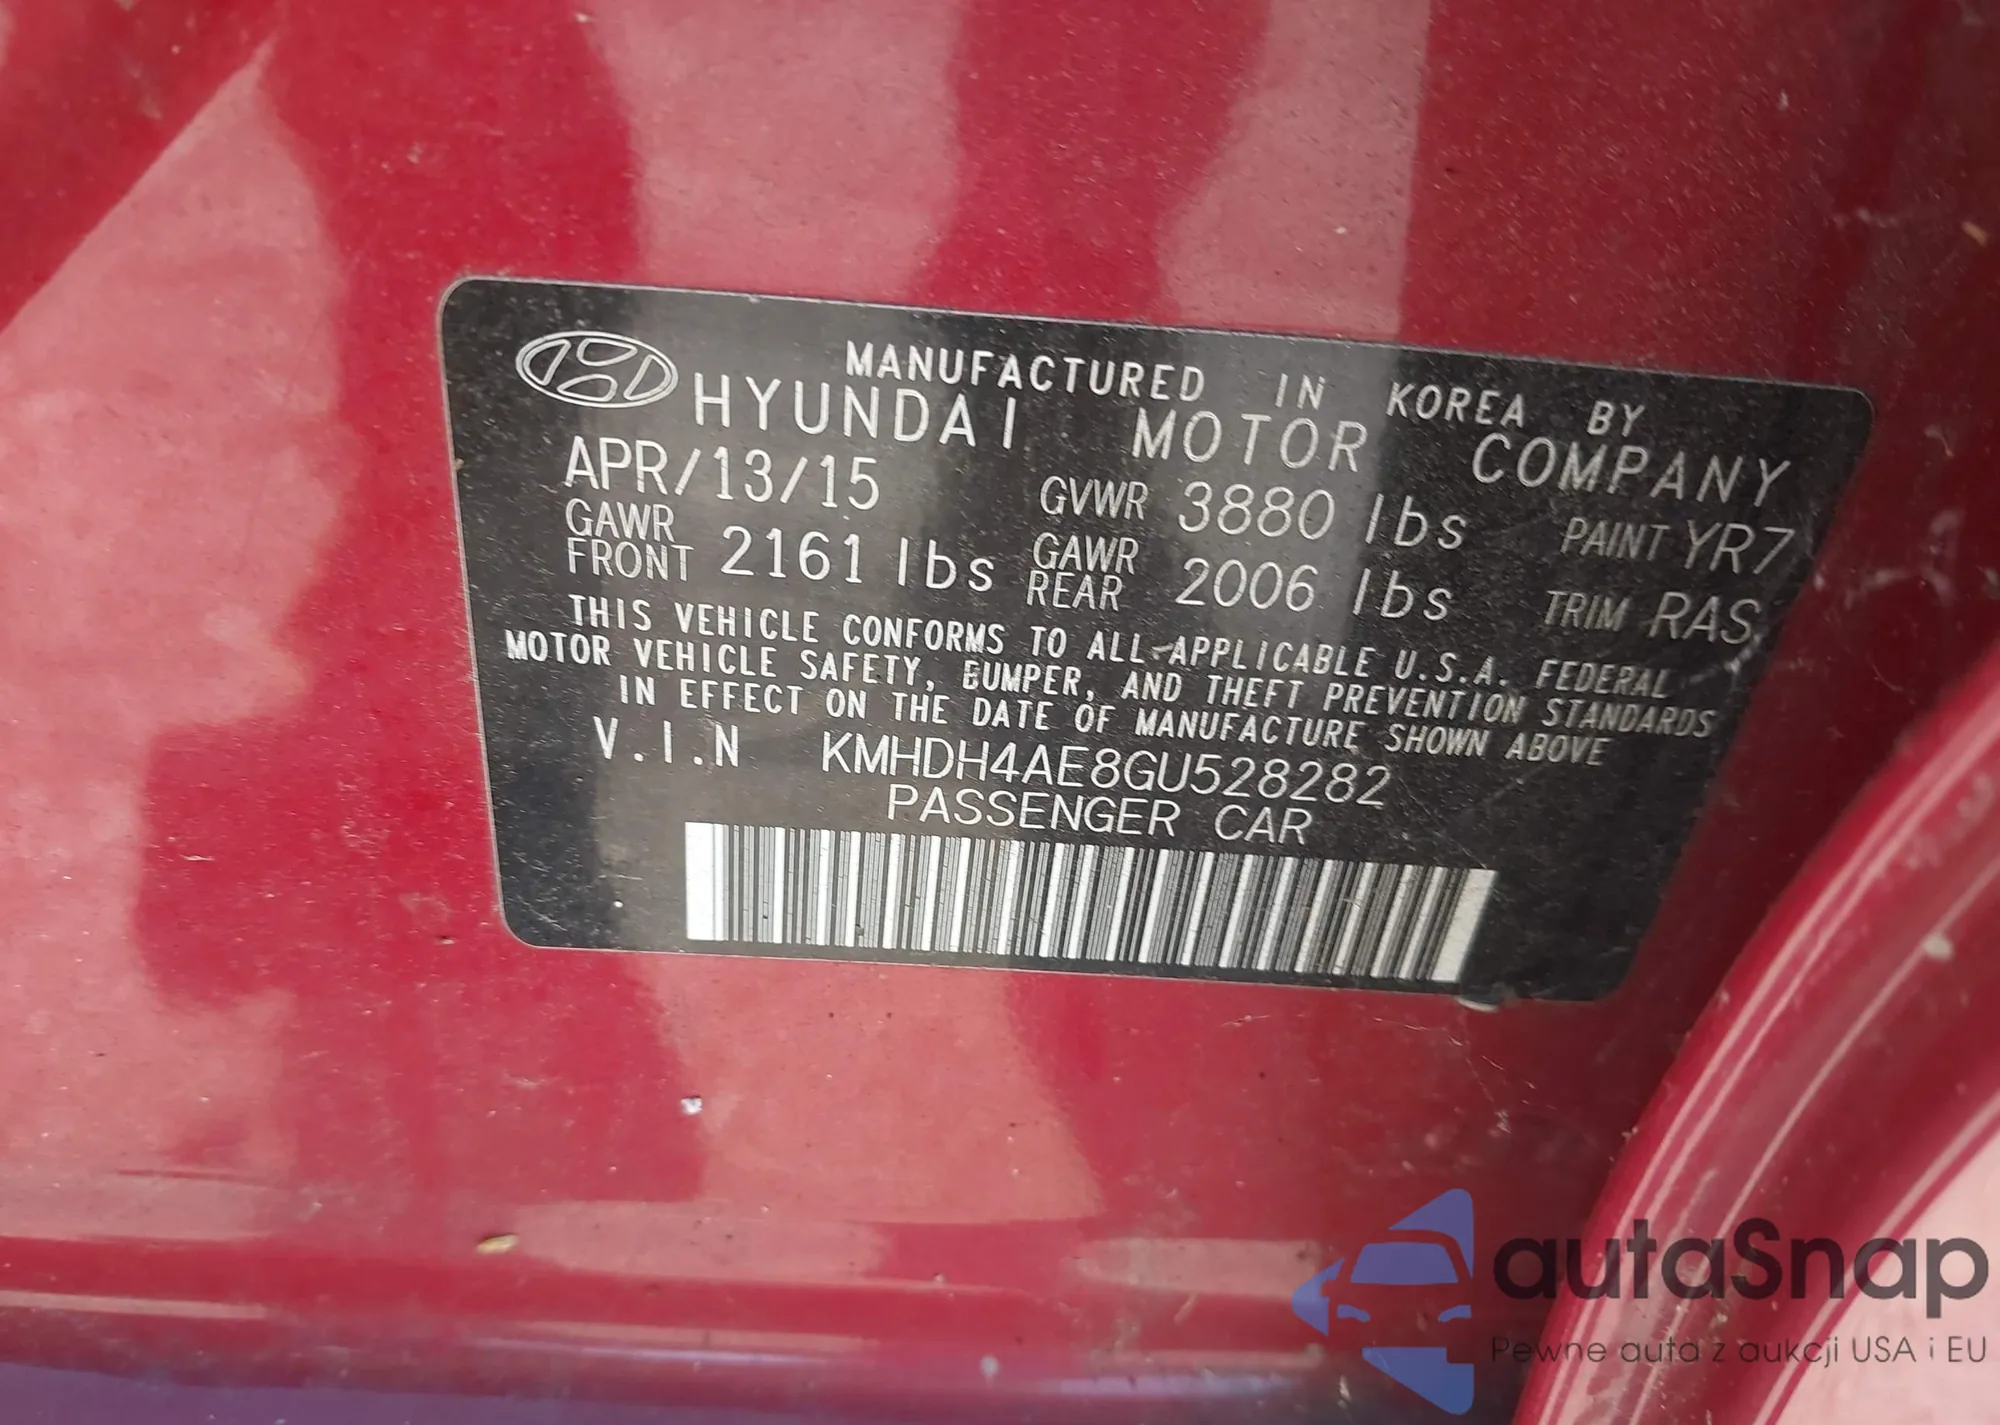 MANUFACTURED IN KOREA BY
HYUNDAI MOTOR COMPANY
APR/13/15 GVWR 3880 lbs PAINT YR7
GAWR FRONT 2161 lbs GAWR REAR 2006 lbs TRIM RAS
THIS VEHICLE CONFORMS TO ALL APPLICABLE U.S.A. FEDERAL
MOTOR VEHICLE SAFETY, BUMPER, AND THEFT PREVENTION STANDARDS
IN EFFECT ON THE DATE OF MANUFACTURE SHOWN ABOVE
V.I.N KMHDH4AE8GU528282
PASSENGER CAR
autaSnap
Pewne auta z aukcji USA i EU